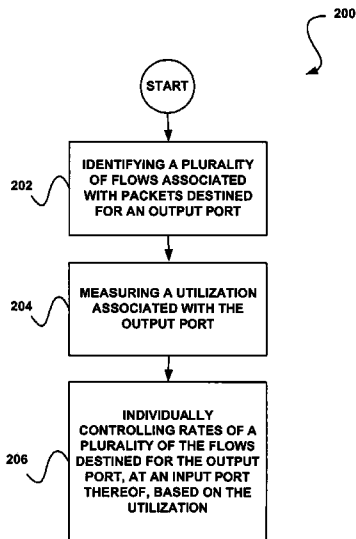 200
START
IDENTIFYING A PLURALITY
OF FLOWS ASSOCIATED
WITH PACKETS DESTINED
FOR AN OUTPUT PORT
202
MEASURING A UTILIZATION
ASSOCIATED WITH THE
OUTPUT PORT
204
INDIVIDUALLY
CONTROLLING RATES OF A
PLURALITY OF THE FLOWS
DESTINED FOR THE OUTPUT
PORT, AT AN INPUT PORT
THEREOF, BASED ON THE
UTILIZATION
206